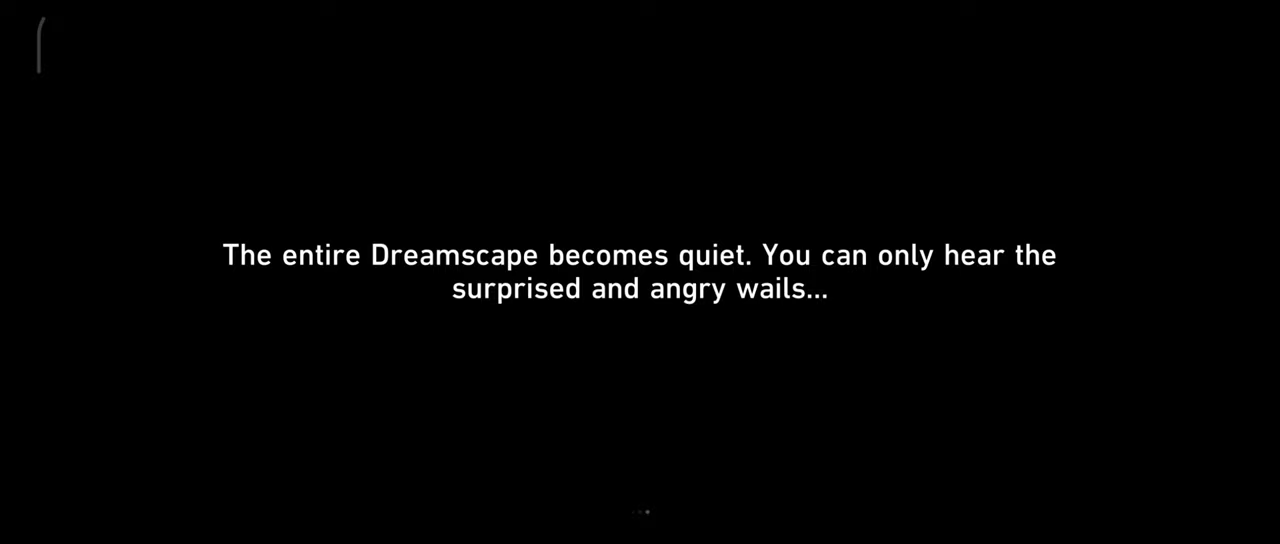 The entire Dreamscape becomes quiet. You can only hear the
surprised and angry wails...